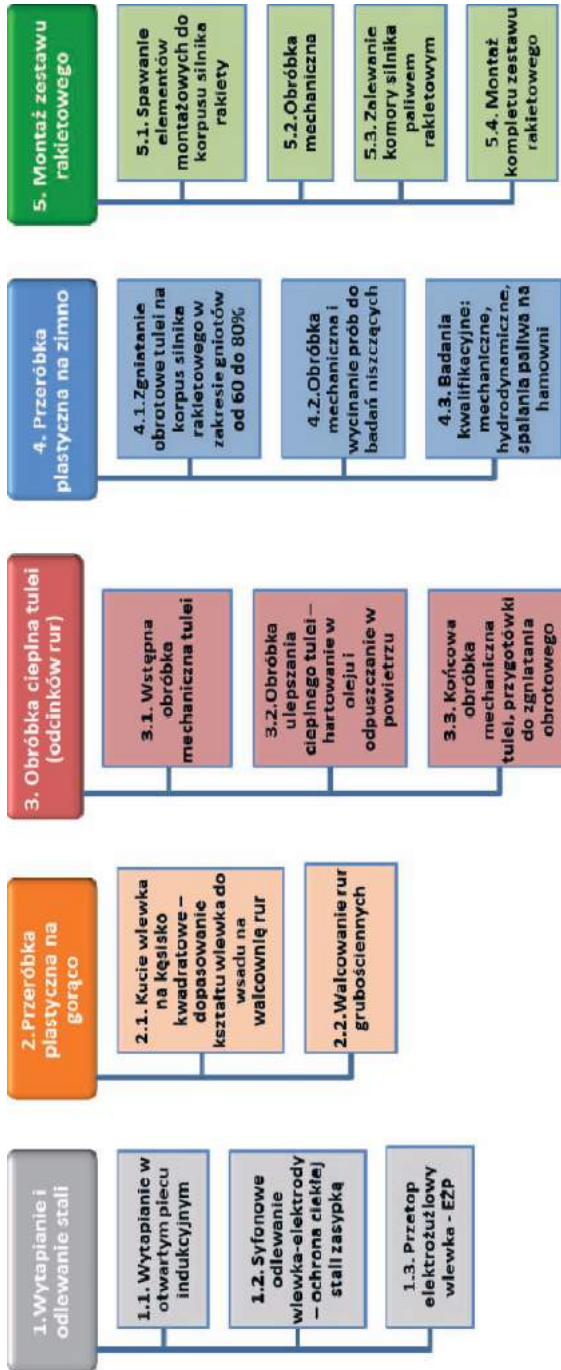 1.Wytapianie i
odlewanie stali
1.1. Wytapianie w
otwartym piecu
indukcyjnym
1.2. Syfonowe
odlewanie
wlewka-elektrody
– ochrona ciekłej
stali zasypką
1.3. Przetop
elektrożużlowy
wlewka - EŻP
2.Przeróbka
plastyczna na
gorąco
2.1. Kucie wlewka
na kęsisko
kwadratowe –
dopasowanie
kształtu wlewka do
wsadu na
walcownię rur
2.2.Walcowanie rur
grubościennych
3. Obróbka cieplna tulei
(odcinków rur)
3.1. Wstępna
obróbka
mechaniczna tulei
3.2.Obróbka
ulepszania
cieplnego tulei –
hartowanie w
oleju i
odpuszczanie w
powietrzu
3.3. Końcowa
obróbka
mechaniczna
tulei, przygotówki
do zgniatania
obrotowego
4. Przeróbka
plastyczna na zimno
4.1.Zgniatanie
obrotowe tulei na
korpus silnika
rakietowego w
zakresie gniotów
od 60 do 80%
4.2.Obróbka
mechaniczna i
wycinanie prób do
badań niszczących
4.3. Badania
kwalifikacyjne:
mechaniczne,
hydrodynamiczne,
spalania paliwa na
hamowni
5. Montaż zestawu
rakietowego
5.1. Spawanie
elementów
montażowych do
korpusu silnika
rakiety
5.2.Obróbka
mechaniczna
5.3. Zalewanie
komory silnika
paliwem
rakietowym
5.4. Montaż
kompletu zestawu
rakietowego